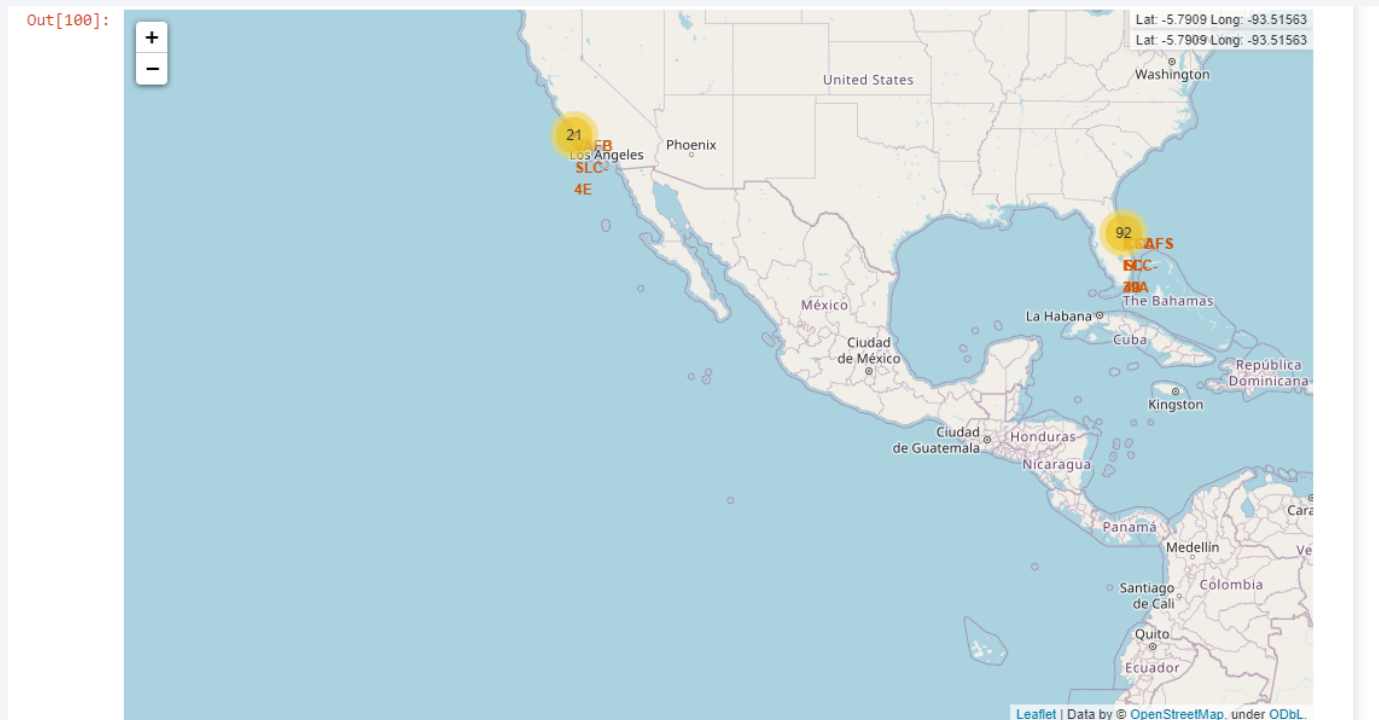 Out[100]:
+
−
Lat: -5.7909 Long: -93.51563
Lat: -5.7909 Long: -93.51563
United States
Washington
21
VAFB
Los Angeles
SLC-
4E
Phoenix
92
The Bahamas
México
La Habana
Cuba
Ciudad
de México
República
Dominicana
Kingston
Ciudad
de Guatemala
Honduras
Nicaragua
Panamá
Cara
Medellín
Ve
Santiago
de Cali
Colombia
Quito
Ecuador
Leaflet | Data by © OpenStreetMap, under ODbL.